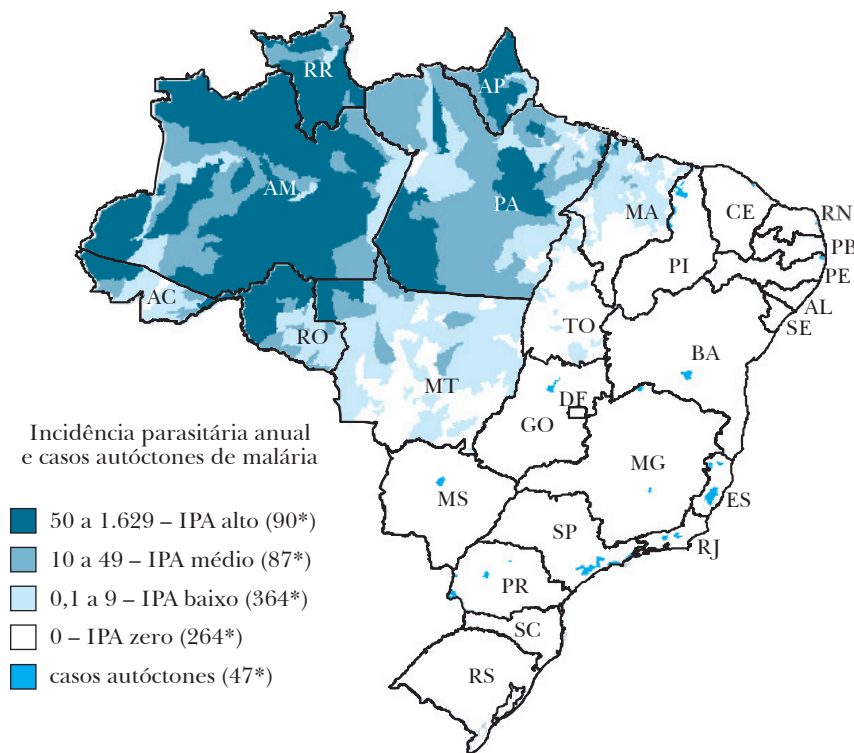 RR
AP
AM
PA
MA
CE
RN
PB
PE
AL
SE
PI
AC
RO
TO
BA
MT
DF
GO
MG
ES
MS
SP
RJ
PR
SC
RS
Incidência parasitária anual
e casos autóctones de malária
50 a 1.629 – IPA alto (90*)
10 a 49 – IPA médio (87*)
0,1 a 9 – IPA baixo (364*)
0 – IPA zero (264*)
casos autóctones (47*)